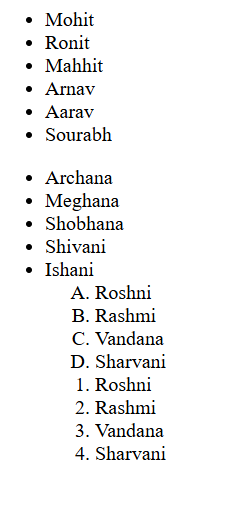 • Mohit
• Ronit
• Mahhit
• Arnav
• Aarav
• Sourabh
• Archana
• Meghana
• Shobhana
• Shivani
• Ishani
A. Roshni
B. Rashmi
C. Vandana
D. Sharvani
1. Roshni
2. Rashmi
3. Vandana
4. Sharvani